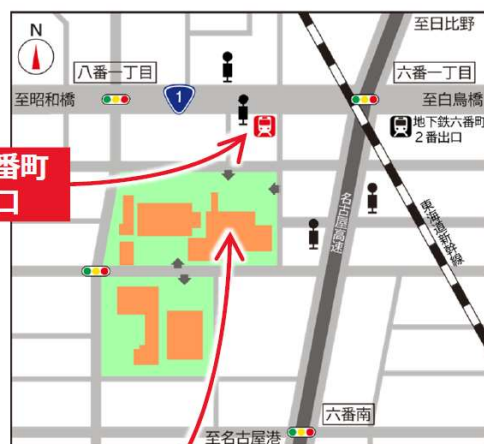 N
至日比野
八番一丁目
六番一丁目
至昭和橋
1
至白鳥橋
地下鉄六番町
2番出口
番町
口
名古屋高速
東海道新幹線
六番南
至名古屋港